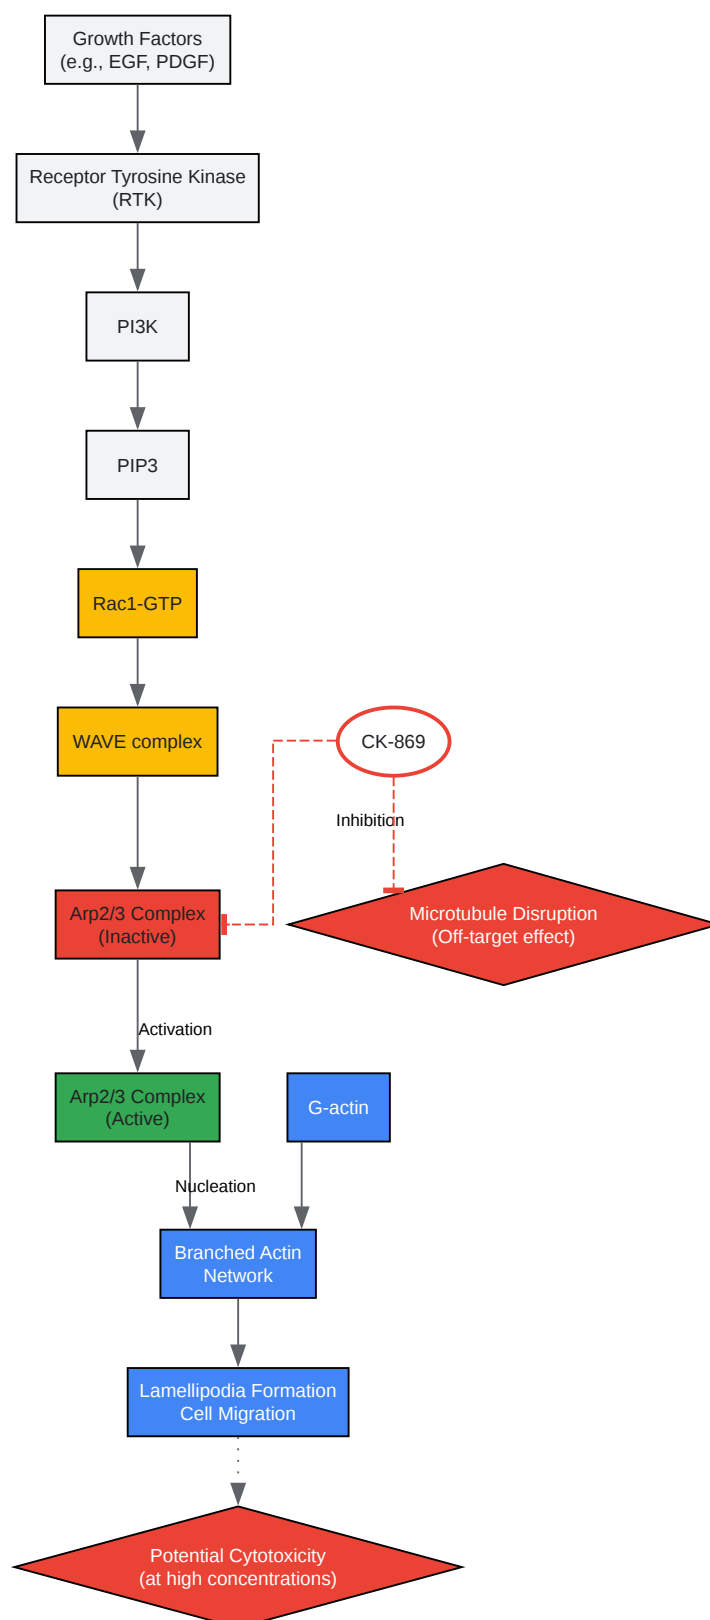 Growth Factors
(e.g., EGF, PDGF)
Receptor Tyrosine Kinase
(RTK)
PI3K
PIP3
Rac1-GTP
WAVE complex
CK-869
Inhibition
Arp2/3 Complex
(Inactive)
Microtubule Disruption
(Off-target effect)
Activation
Arp2/3 Complex
(Active)
G-actin
Nucleation
Branched Actin
Network
Lamellipodia Formation
Cell Migration
Potential Cytotoxicity
(at high concentrations)